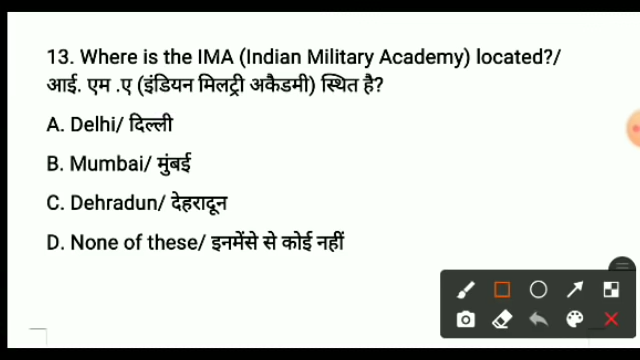 13. Where is the IMA (Indian Military Academy) located?/
आई. एम .ए (इंडियन मिलट्री अकैडमी) स्थित है?
A. Delhi/ दिल्ली
B. Mumbai/ मुंबई
C. Dehradun/ देहरादून
D. None of these/ इनमेंसे से कोई नहीं